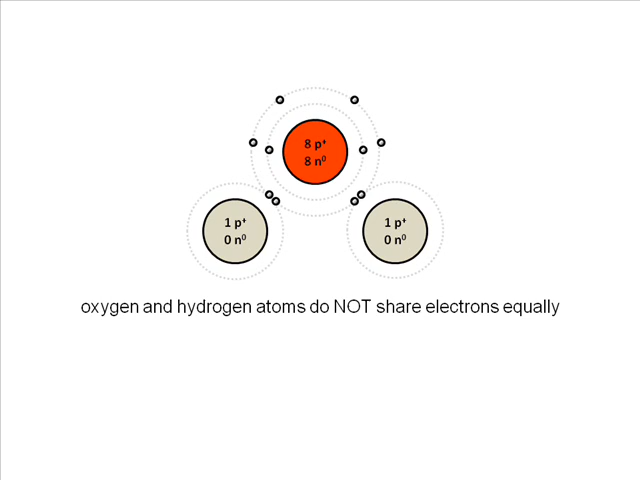 8 p⁺
8 n⁰
1 p⁺
0 n⁰
1 p⁺
0 n⁰
oxygen and hydrogen atoms do NOT share electrons equally